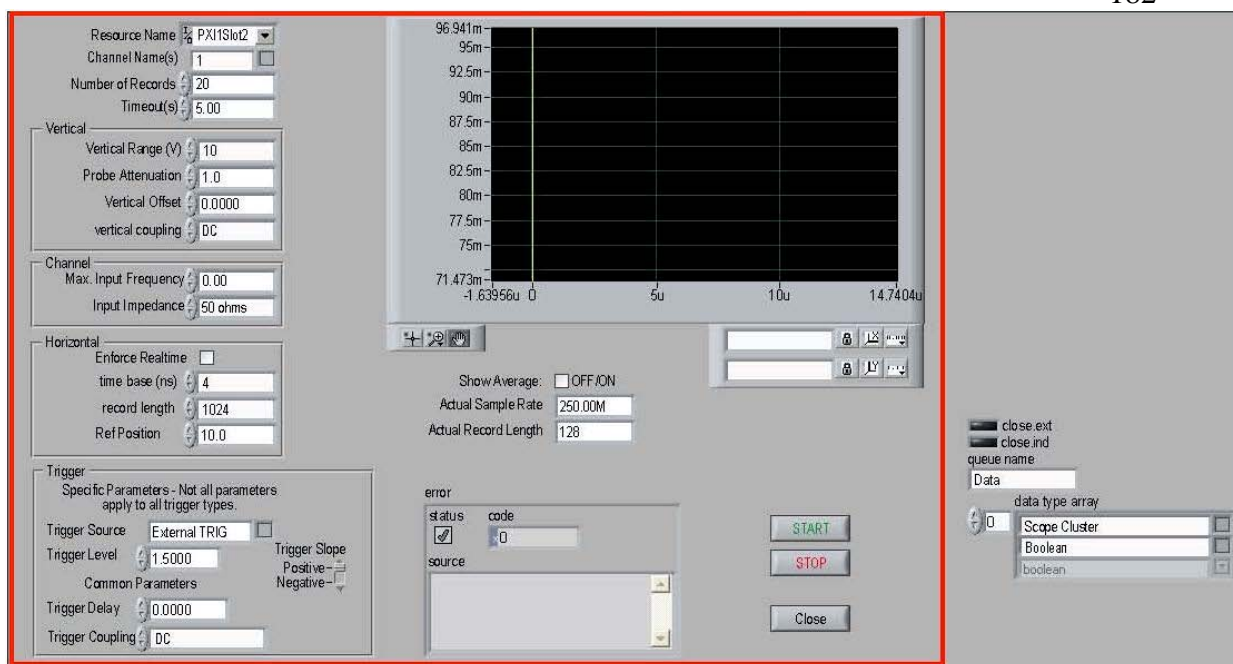 182
Resource Name PXI1Slot2
Channel Name(s) 1
Number of Records 20
Timeout(s) 5.00
Vertical
Vertical Range (V) 10
Probe Attenuation 1.0
Vertical Offset 0.0000
vertical coupling DC
Channel
Max. Input Frequency 0.00
Input Impedance 50 ohms
Horizontal
Enforce Realtime
time base (ns) 4
record length 1024
Ref Position 10.0
Trigger
Specific Parameters - Not all parameters
apply to all trigger types.
Trigger Source External TRIG
Trigger Level 1.5000
Trigger Slope
Positive
Negative
Common Parameters
Trigger Delay 0.0000
Trigger Coupling DC
96.941m
95m
92.5m
90m
87.5m
85m
82.5m
80m
77.5m
75m
71.473m
-1.63956u 0 5u 10u 14.7404u
Show Average: OFF/ON
Actual Sample Rate 250.00M
Actual Record Length 128
error
status code
0
source
START
STOP
Close
close.ext
close.ind
queue name
Data
data type array
0 Scope Cluster
Boolean
boolean